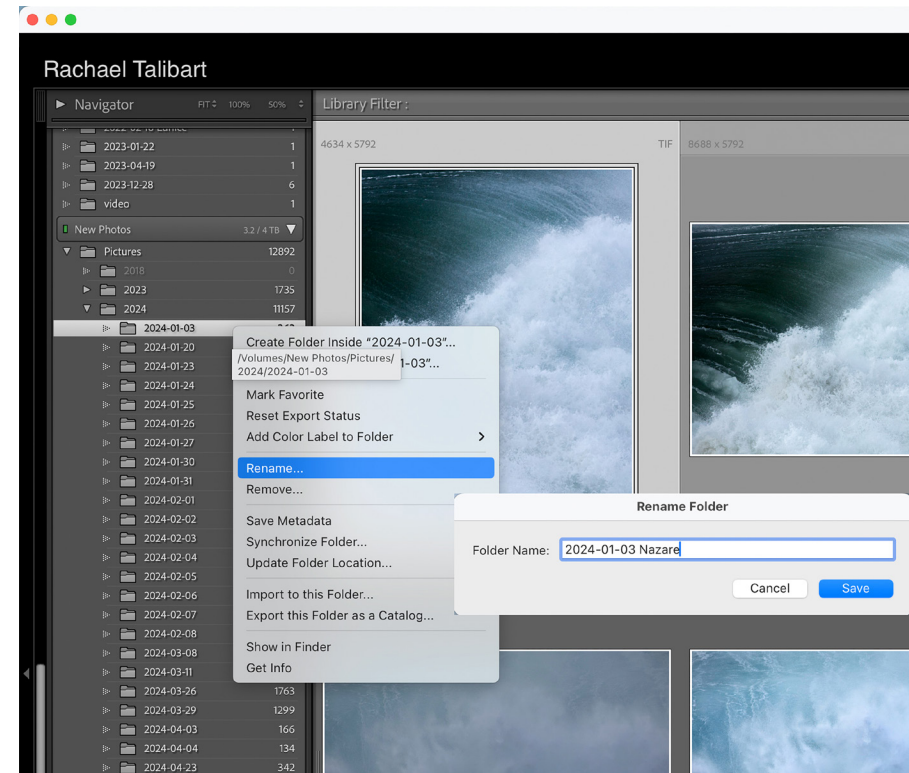 Rachael Talibart
Navigator FIT 100% 50%
Library Filter :
2023-01-22 1
2023-04-19 1
2023-12-28 6
video 1
New Photos 3.2 / 4 TB
Pictures 12892
2018 0
2023 1735
2024 11157
2024-01-03
2024-01-20
2024-01-23
2024-01-24
2024-01-25
2024-01-26
2024-01-27
2024-01-30
2024-01-31
2024-02-01
2024-02-02
2024-02-03
2024-02-04
2024-02-05
2024-02-06
2024-02-07
2024-02-08
2024-03-08
2024-03-11
2024-03-26 1763
2024-03-29 1299
2024-04-03 166
2024-04-04 134
2024-04-23 342
4634 x 5792 TIF
8688 x 5792
Create Folder Inside “2024-01-03”...
/Volumes/New Photos/Pictures/
2024/2024-01-03
1-03”...
Mark Favorite
Reset Export Status
Add Color Label to Folder
Rename...
Remove...
Save Metadata
Synchronize Folder...
Update Folder Location...
Import to this Folder...
Export this Folder as a Catalog...
Show in Finder
Get Info
Rename Folder
Folder Name: 2024-01-03 Nazare
Cancel Save